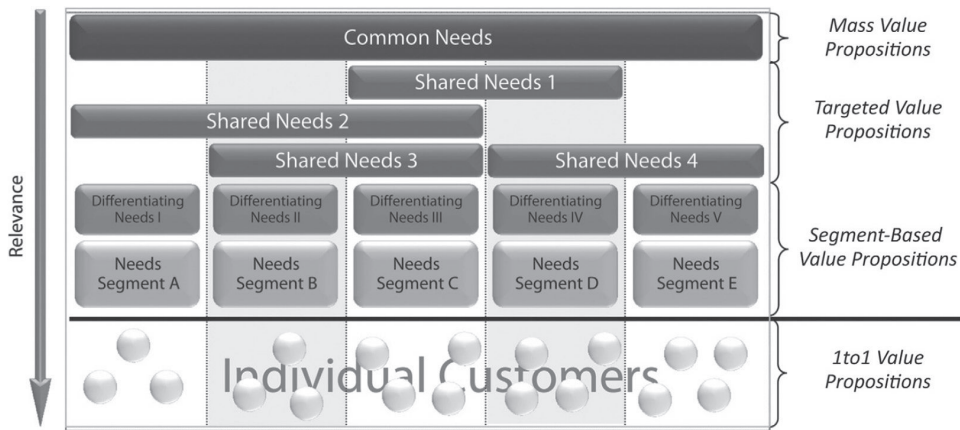 Common Needs
Mass Value
Propositions
Shared Needs 1
Shared Needs 2
Targeted Value
Propositions
Shared Needs 3
Shared Needs 4
Relevance
Differentiating
Needs I
Differentiating
Needs II
Differentiating
Needs III
Differentiating
Needs IV
Differentiating
Needs V
Needs
Segment A
Needs
Segment B
Needs
Segment C
Needs
Segment D
Needs
Segment E
Segment-Based
Value Propositions
Individual Customers
1to1 Value
Propositions